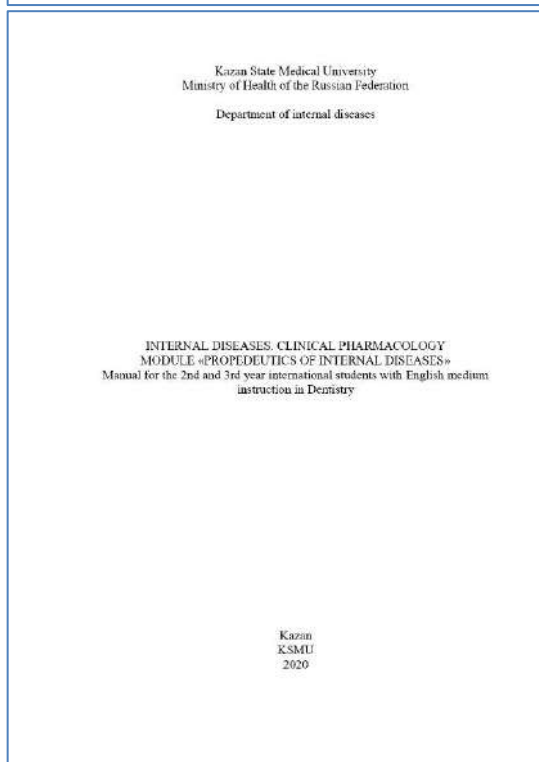 Kazan State Medical University
Ministry of Health of the Russian Federation
Department of internal diseases
INTERNAL DISEASES. CLINICAL PHARMACOLOGY
MODULE «PROPEDEUTICS OF INTERNAL DISEASES»
Manual for the 2nd and 3rd year international students with English medium
instruction in Dentistry
Kazan
KSMU
2020